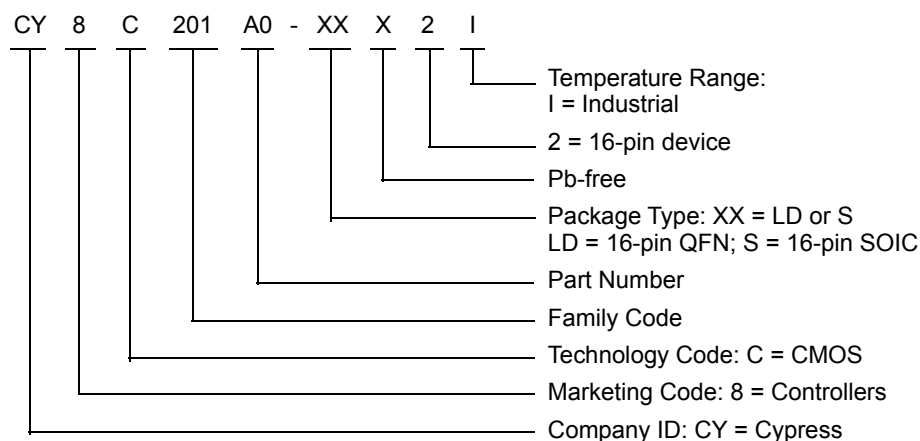 CY 8 C 201 A0 - XX X 2 I
Temperature Range:
I = Industrial
2 = 16-pin device
Pb-free
Package Type: XX = LD or S
LD = 16-pin QFN; S = 16-pin SOIC
Part Number
Family Code
Technology Code: C = CMOS
Marketing Code: 8 = Controllers
Company ID: CY = Cypress